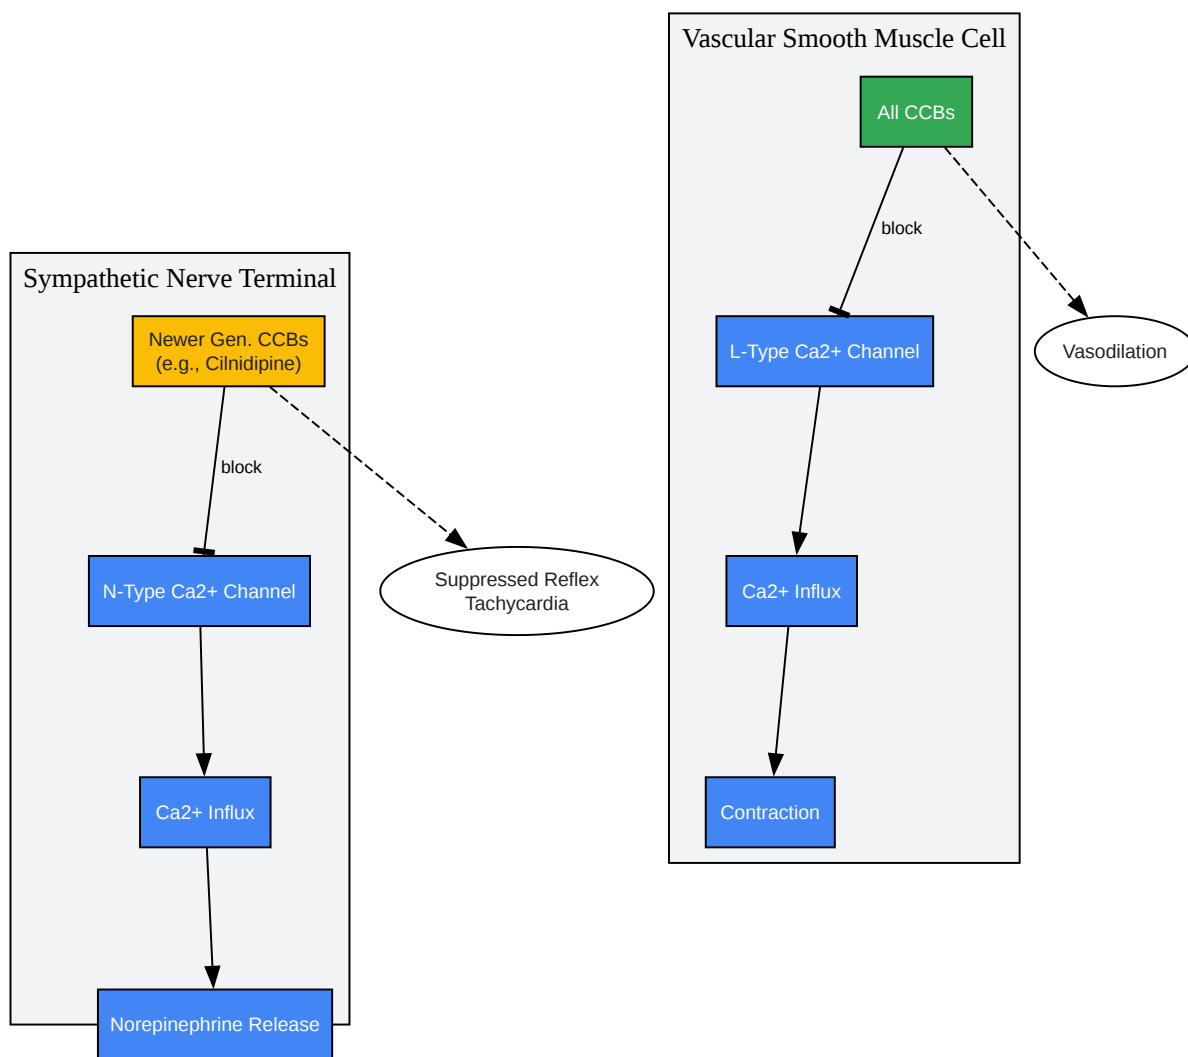 Vascular Smooth Muscle Cell
All CCBs
block
L-Type Ca2+ Channel
Vasodilation
Ca2+ Influx
Contraction
Sympathetic Nerve Terminal
Newer Gen. CCBs
(e.g., Cilnidipine)
block
N-Type Ca2+ Channel
Suppressed Reflex
Tachycardia
Ca2+ Influx
Norepinephrine Release